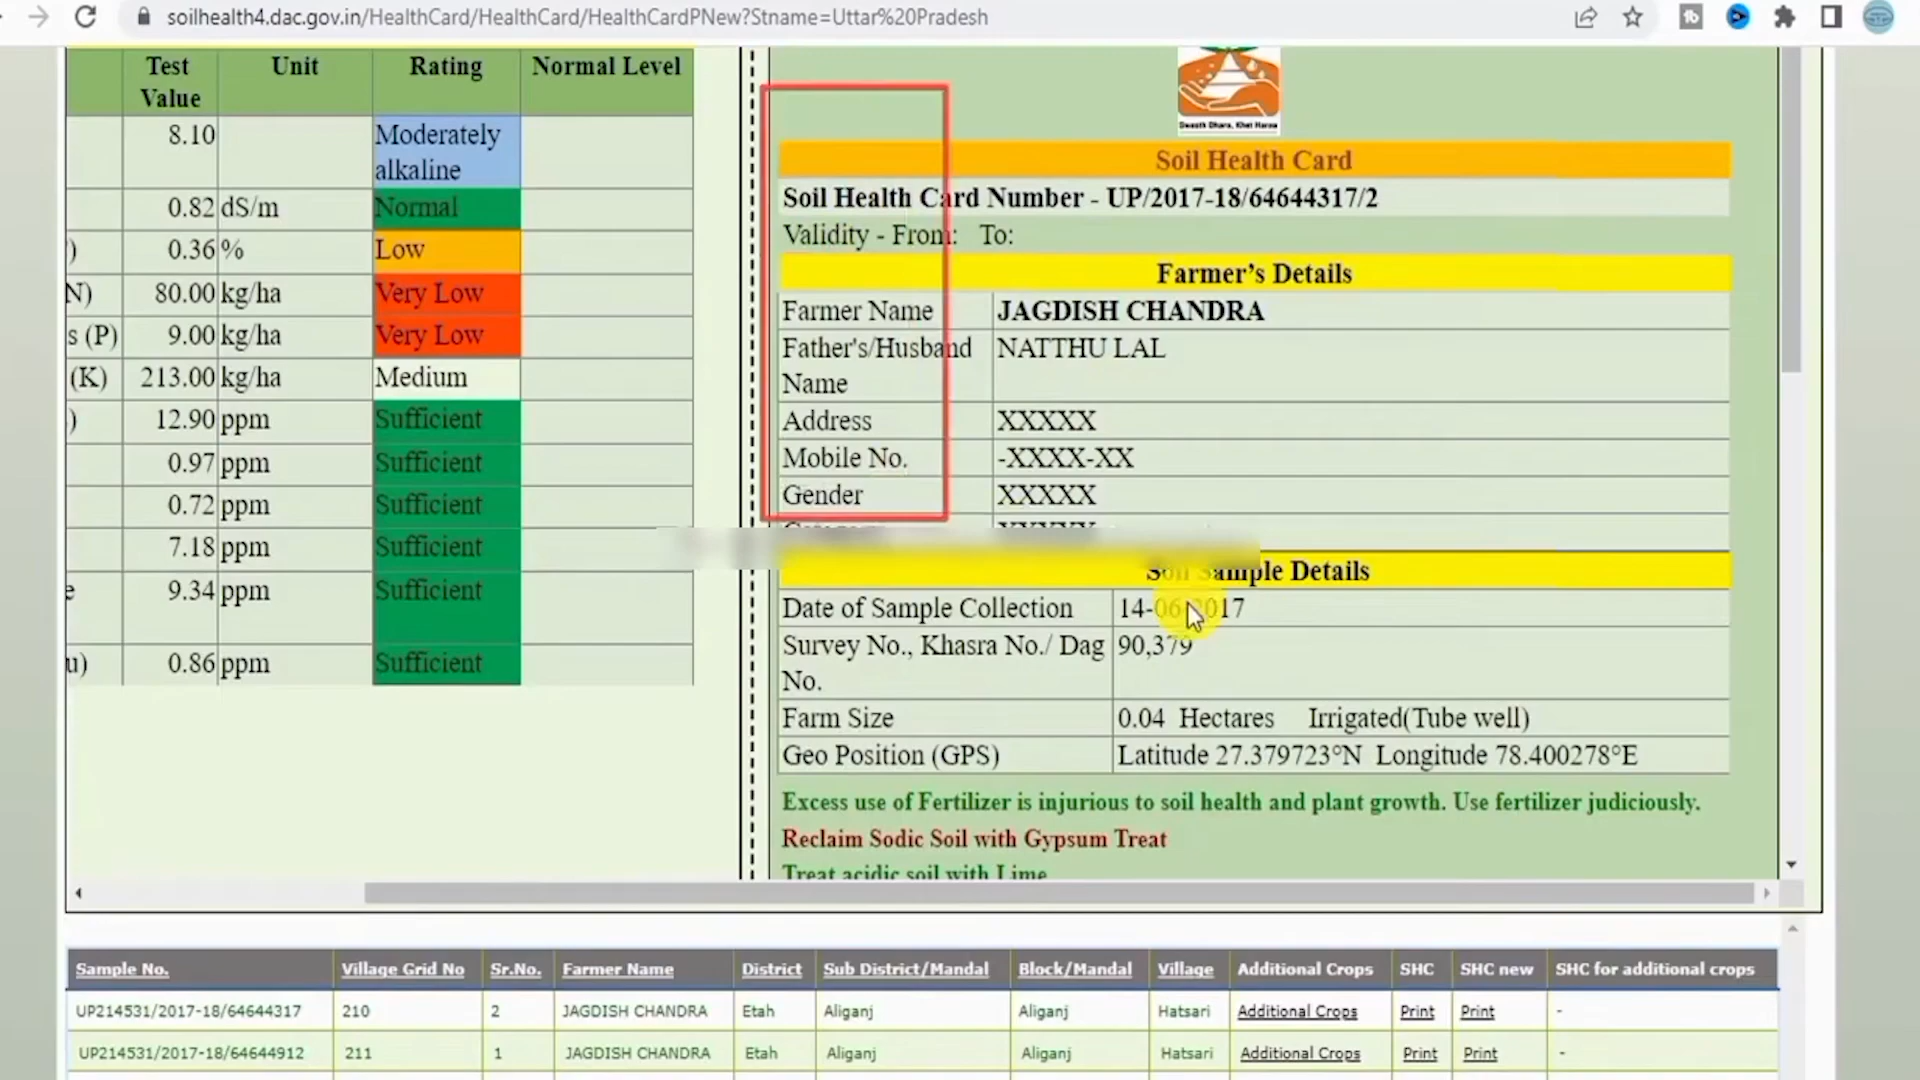 soilhealth4.dac.gov.in/HealthCard/HealthCard/HealthCardPNew?Stname=Uttar%20Pradesh
Test Value Unit Rating Normal Level
8.10 Moderately alkaline
0.82 dS/m Normal
) 0.36 % Low
N) 80.00 kg/ha Very Low
s (P) 9.00 kg/ha Very Low
(K) 213.00 kg/ha Medium
) 12.90 ppm Sufficient
0.97 ppm Sufficient
0.72 ppm Sufficient
7.18 ppm Sufficient
e 9.34 ppm Sufficient
u) 0.86 ppm Sufficient
Swasth Dhara, Khet Haraa
Soil Health Card
Soil Health Card Number - UP/2017-18/64644317/2
Validity - From: To:
Farmer’s Details
Farmer Name JAGDISH CHANDRA
Father's/Husband NATTHU LAL
Name
Address XXXXX
Mobile No. -XXXX-XX
Gender XXXXX
Soil Sample Details
Date of Sample Collection 14-06-2017
Survey No., Khasra No./ Dag 90,379
No.
Farm Size 0.04 Hectares Irrigated(Tube well)
Geo Position (GPS) Latitude 27.379723°N Longitude 78.400278°E
Excess use of Fertilizer is injurious to soil health and plant growth. Use fertilizer judiciously.
Reclaim Sodic Soil with Gypsum Treat
Treat acidic soil with Lime
Sample No. Village Grid No Sr.No. Farmer Name District Sub District/Mandal Block/Mandal Village Additional Crops SHC SHC new SHC for additional crops
UP214531/2017-18/64644317 210 2 JAGDISH CHANDRA Etah Aliganj Aliganj Hatsari Additional Crops Print Print -
UP214531/2017-18/64644912 211 1 JAGDISH CHANDRA Etah Aliganj Aliganj Hatsari Additional Crops Print Print -